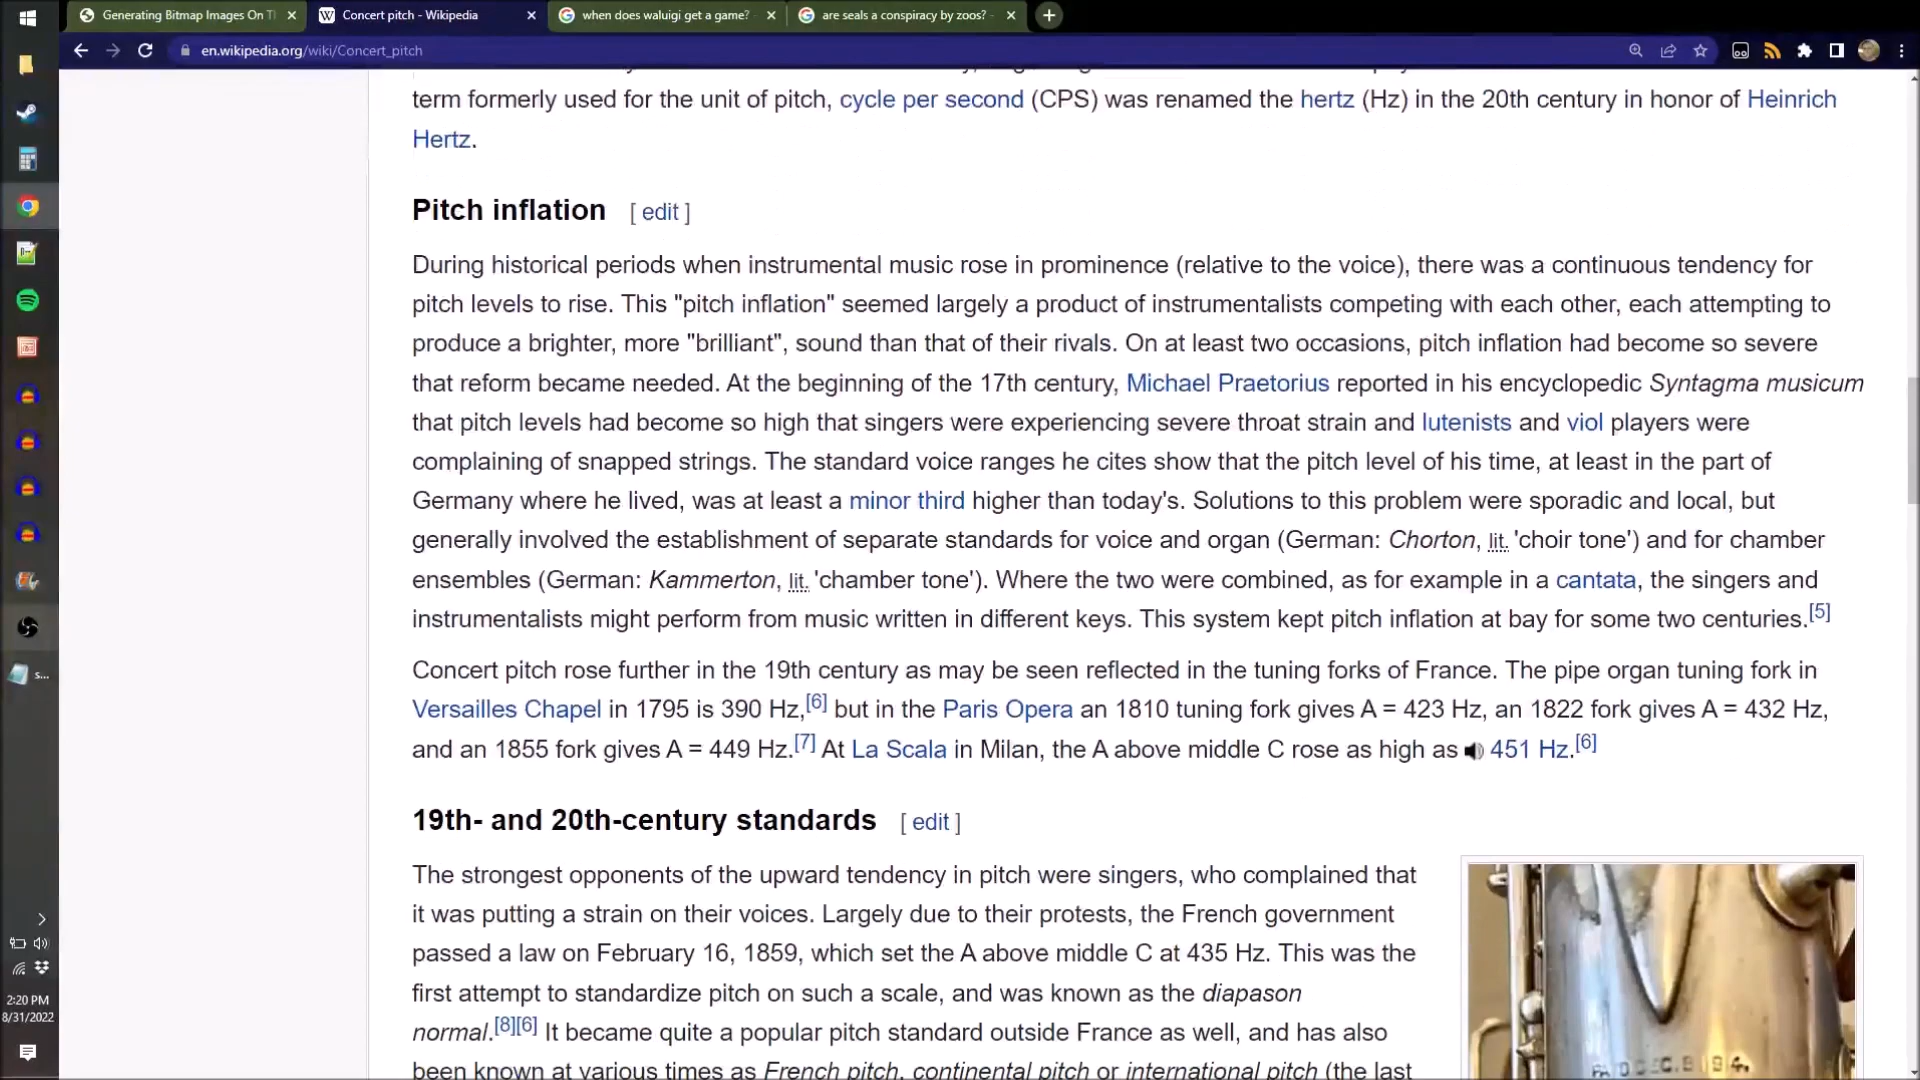 Generating Bitmap Images On Th
Concert pitch - Wikipedia
when does waluigi get a game?
are seals a conspiracy by zoos? -
en.wikipedia.org/wiki/Concert_pitch
term formerly used for the unit of pitch, cycle per second (CPS) was renamed the hertz (Hz) in the 20th century in honor of Heinrich
Hertz.
Pitch inflation [ edit ]
During historical periods when instrumental music rose in prominence (relative to the voice), there was a continuous tendency for
pitch levels to rise. This "pitch inflation" seemed largely a product of instrumentalists competing with each other, each attempting to
produce a brighter, more "brilliant", sound than that of their rivals. On at least two occasions, pitch inflation had become so severe
that reform became needed. At the beginning of the 17th century, Michael Praetorius reported in his encyclopedic Syntagma musicum
that pitch levels had become so high that singers were experiencing severe throat strain and lutenists and viol players were
complaining of snapped strings. The standard voice ranges he cites show that the pitch level of his time, at least in the part of
Germany where he lived, was at least a minor third higher than today's. Solutions to this problem were sporadic and local, but
generally involved the establishment of separate standards for voice and organ (German: Chorton, lit. 'choir tone') and for chamber
ensembles (German: Kammerton, lit. 'chamber tone'). Where the two were combined, as for example in a cantata, the singers and
instrumentalists might perform from music written in different keys. This system kept pitch inflation at bay for some two centuries.[5]
Concert pitch rose further in the 19th century as may be seen reflected in the tuning forks of France. The pipe organ tuning fork in
Versailles Chapel in 1795 is 390 Hz,[6] but in the Paris Opera an 1810 tuning fork gives A = 423 Hz, an 1822 fork gives A = 432 Hz,
and an 1855 fork gives A = 449 Hz.[7] At La Scala in Milan, the A above middle C rose as high as 451 Hz.[6]
19th- and 20th-century standards [ edit ]
The strongest opponents of the upward tendency in pitch were singers, who complained that
it was putting a strain on their voices. Largely due to their protests, the French government
passed a law on February 16, 1859, which set the A above middle C at 435 Hz. This was the
first attempt to standardize pitch on such a scale, and was known as the diapason
normal.[8][6] It became quite a popular pitch standard outside France as well, and has also
been known at various times as French pitch, continental pitch or international pitch (the last
s...
2:20 PM
8/31/2022